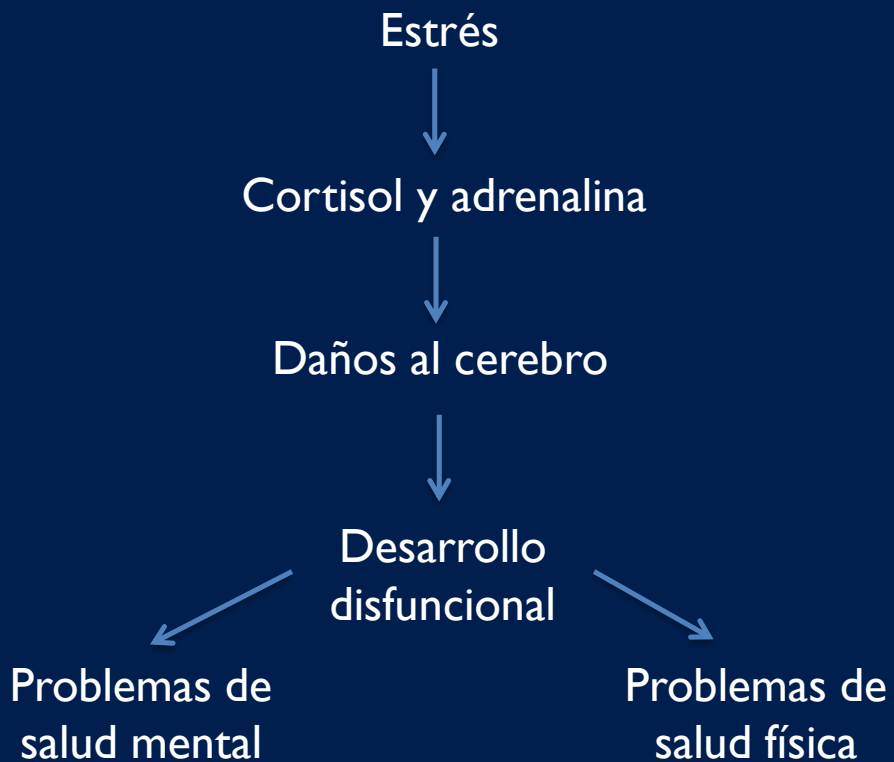 Estrés
Cortisol y adrenalina
Daños al cerebro
Desarrollo
disfuncional
Problemas de
salud mental
Problemas de
salud física